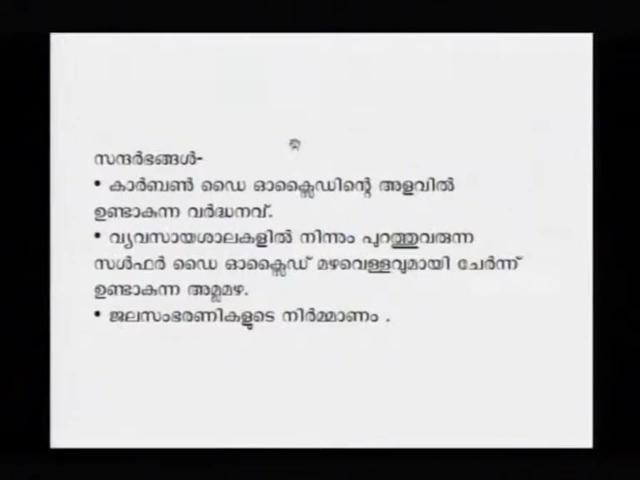 സന്ദർഭങ്ങൾ-
• കാർബൺ ഡൈ ഓക്സൈഡിന്റെ അളവിൽ
ഉണ്ടാകുന്ന വർദ്ധനവ്.
• വ്യവസായശാലകളിൽ നിന്നും പുറത്തുവരുന്ന
സൾഫർ ഡൈ ഓക്സൈഡ് മഴവെള്ളവുമായി ചേർന്ന്
ഉണ്ടാകുന്ന അമ്ലമഴ.
• ജലസംഭരണികളുടെ നിർമ്മാണം .